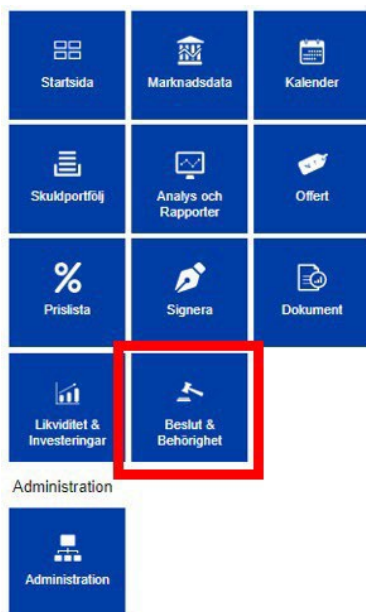 Startsida
Marknadsdata
Kalender
Skuldportfölj
Analys och
Rapporter
Offert
Prislista
Signera
Dokument
Likviditet &
Investeringar
Beslut &
Behörighet
Administration
Administration